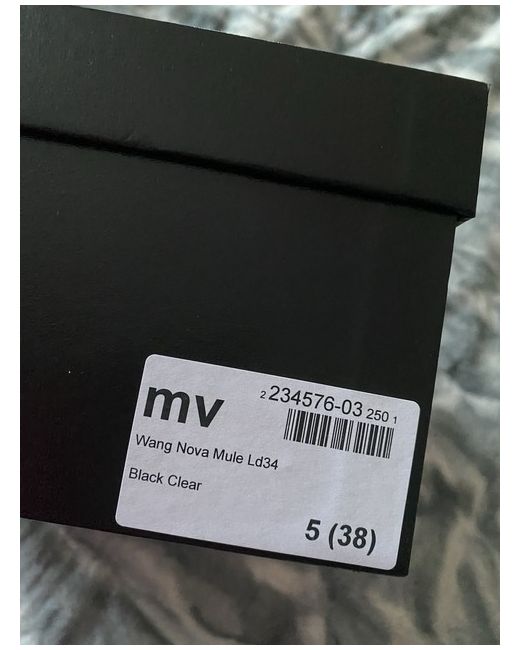 mv
2 234576-03 250 1
Wang Nova Mule Ld34
Black Clear
5 (38)